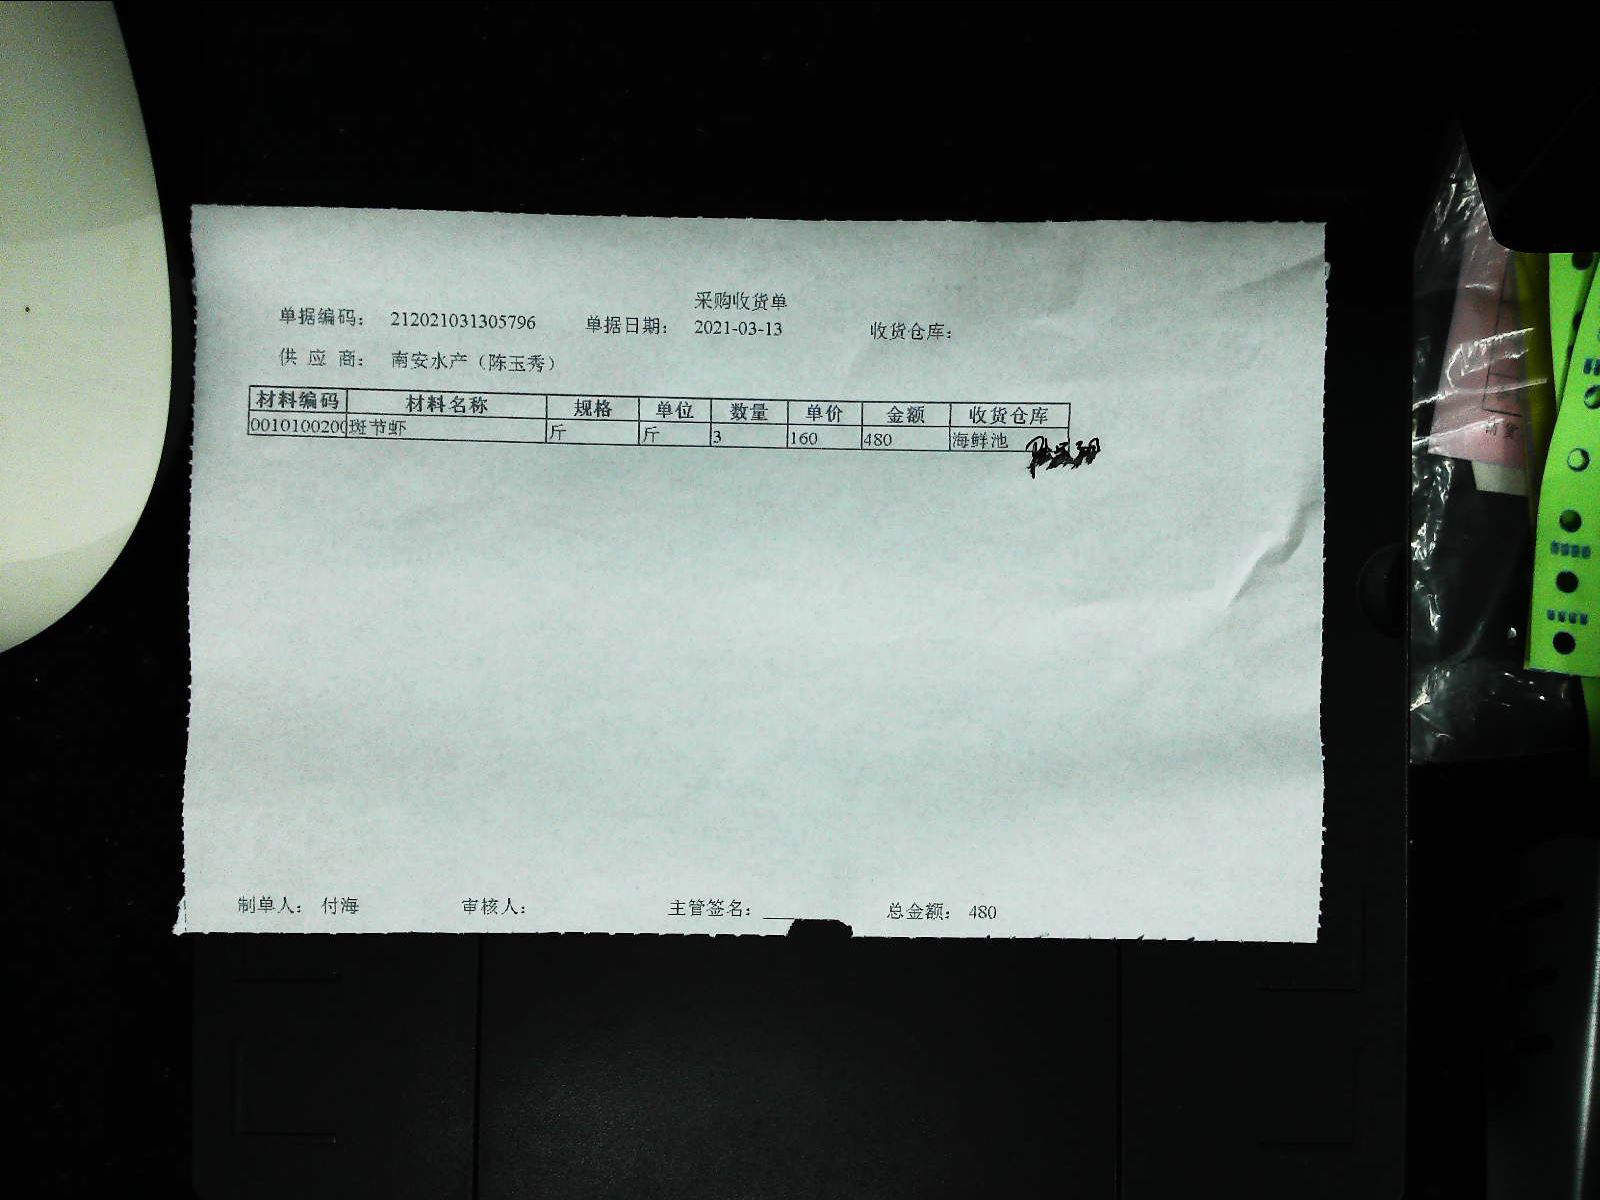 采购收货单
单据编码： 212021031305796 单据日期： 2021-03-13 收货仓库：
供 应 商： 南安水产（陈玉秀）
材料编码 材料名称 规格 单位 数量 单价 金额 收货仓库
0010100200 斑节虾 斤 斤 3 160 480 海鲜池
制单人： 付海 审核人： 主管签名： 总金额： 480